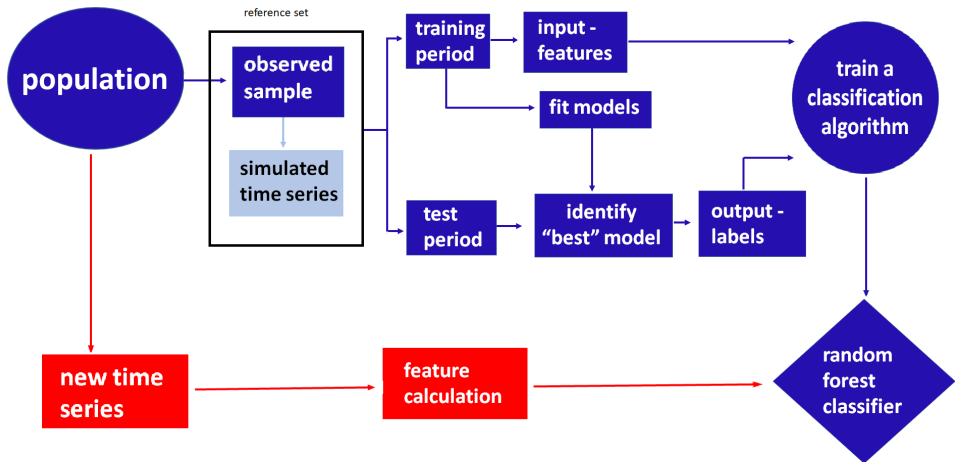 reference set
population
observed
sample
simulated
time series
training
period
input -
features
fit models
test
period
identify
“best” model
output -
labels
train a
classification
algorithm
new time
series
feature
calculation
random
forest
classifier